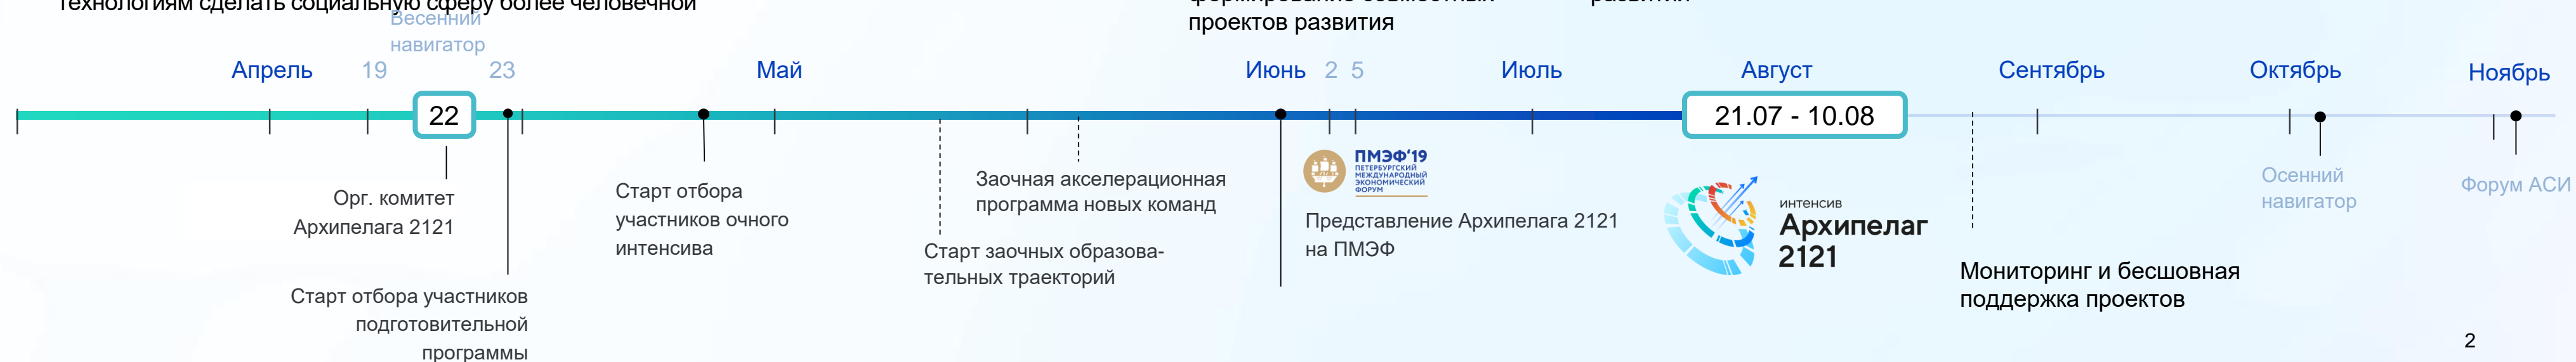 технологиям сделать социальную сферу более человечной
формирование совместных
развития
проектов развития
Весенний
навигатор
Апрель
19
23
Май
Июнь
2
5
Июль
Август
Сентябрь
Октябрь
Ноябрь
22
21.07 - 10.08
Орг. комитет
Архипелага 2121
Старт отбора участников
подготовительной
программы
Старт отбора
участников очного
интенсива
Заочная акселерационная
программа новых команд
Старт заочных образова-
тельных траекторий
ПМЭФ‘19
ПЕТЕРБУРГСКИЙ
МЕЖДУНАРОДНЫЙ
ЭКОНОМИЧЕСКИЙ
ФОРУМ
Представление Архипелага 2121
на ПМЭФ
интенсив
Архипелаг
2121
Мониторинг и бесшовная
поддержка проектов
Осенний
навигатор
Форум АСИ
2